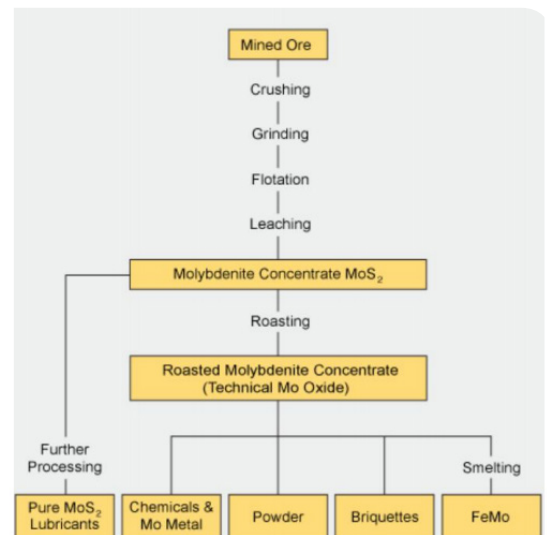 Mined Ore
Crushing
Grinding
Flotation
Leaching
Molybdenite Concentrate MoS₂
Roasting
Roasted Molybdenite Concentrate
(Technical Mo Oxide)
Further
Processing
Smelting
Pure MoS₂
Lubricants
Chemicals &
Mo Metal
Powder
Briquettes
FeMo